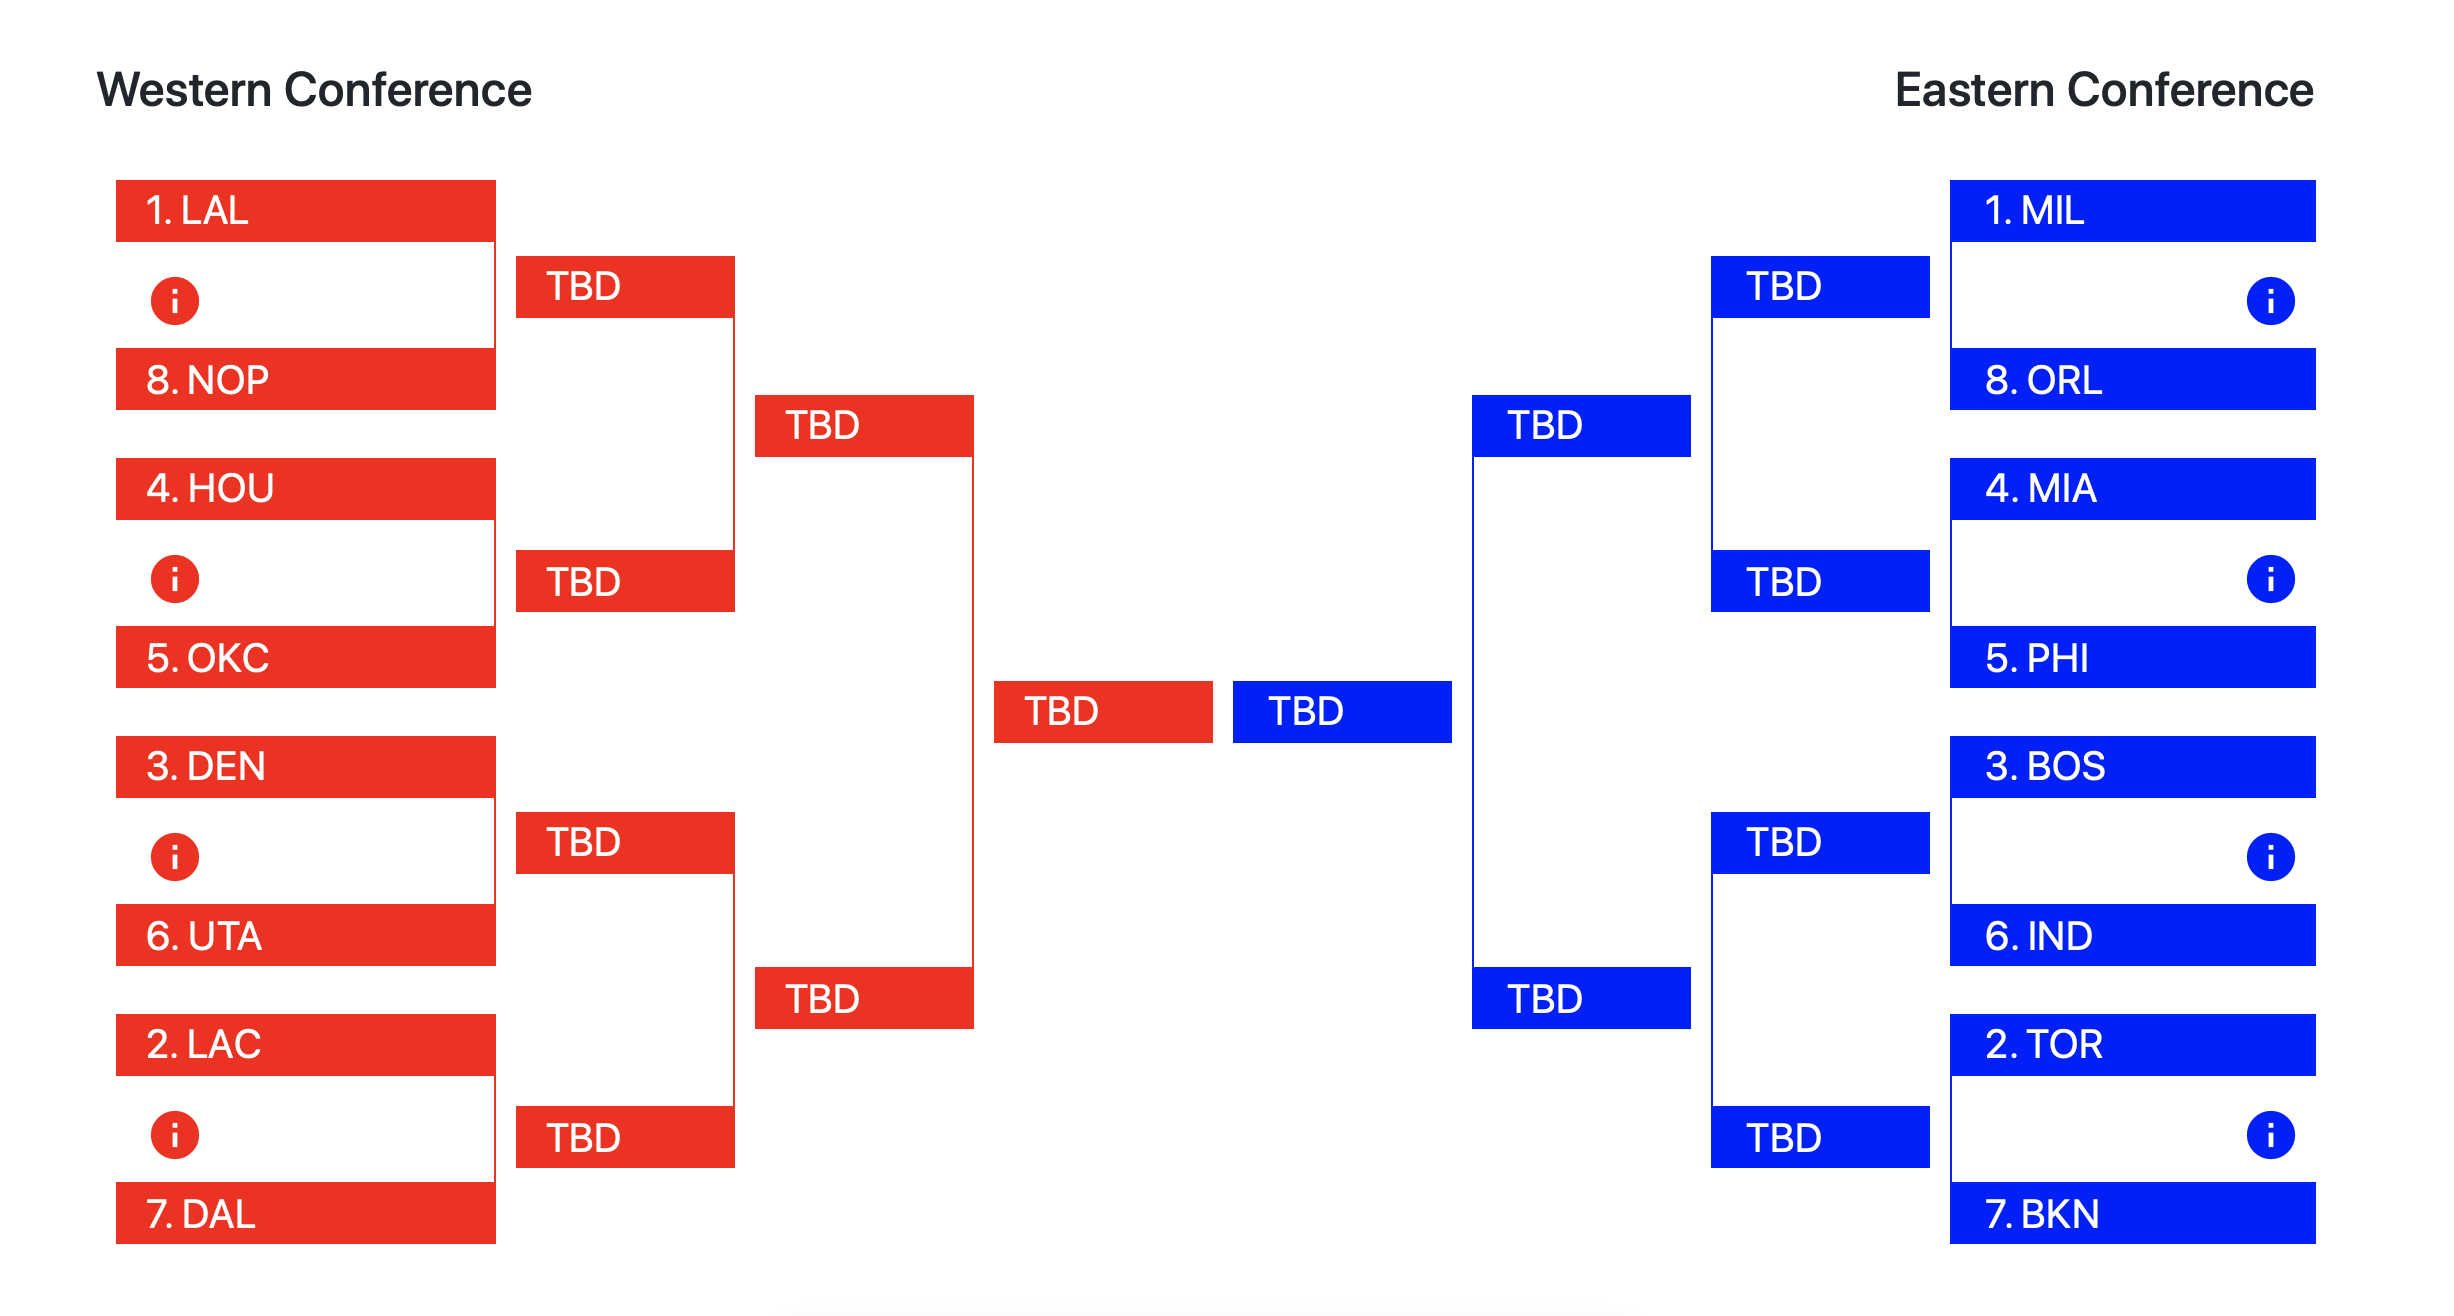 Western Conference
Eastern Conference
1. LAL
8. NOP
4. HOU
5. OKC
3. DEN
6. UTA
2. LAC
7. DAL
TBD
TBD
TBD
TBD
TBD
TBD
TBD
TBD
TBD
TBD
TBD
TBD
TBD
TBD
1. MIL
8. ORL
4. MIA
5. PHI
3. BOS
6. IND
2. TOR
7. BKN